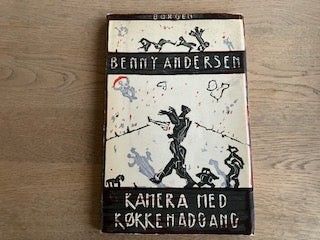 BORGEN
BENNY ANDERSEN
KAMERA MED
KØKKENADGANG